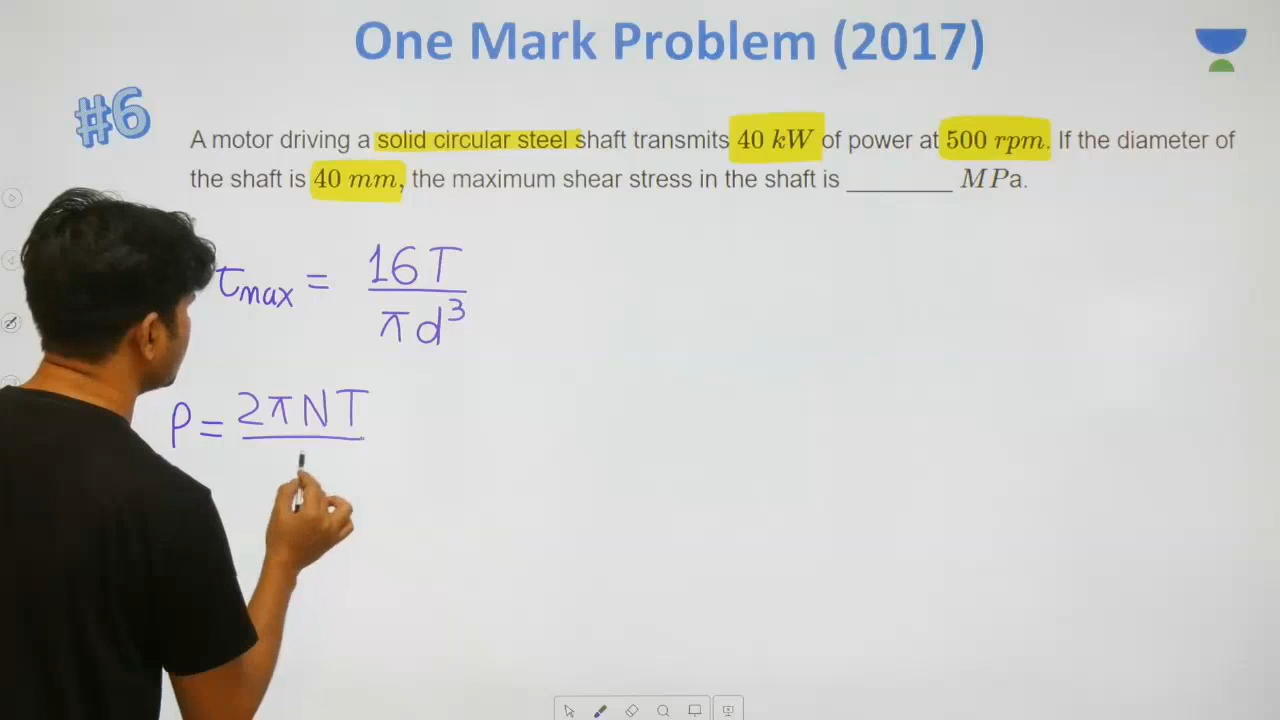 One Mark Problem (2017)
#6
A motor driving a solid circular steel shaft transmits 40 kW of power at 500 rpm. If the diameter of
the shaft is 40 mm, the maximum shear stress in the shaft is ________ MPa.
τmax = 16T / πd³
P = 2πNT